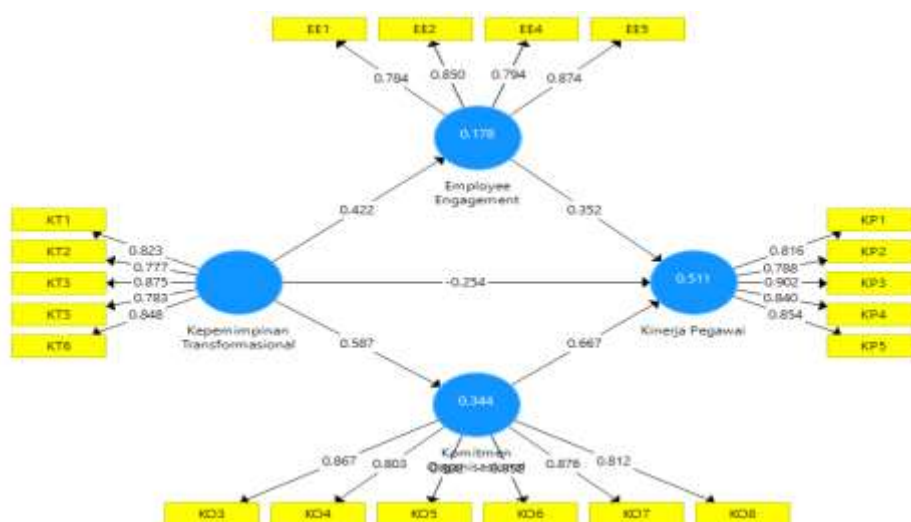 EE1 EE2 EE4 EE5
0.784 0.850 0.794 0.874
0.178
Employee
Engagement
0.422 0.352
KT1
KT2
KT3
KT5
KT6
0.823
0.777
0.875
0.783
0.848
Kepemimpinan
Transformasional
-0.254
0.511
Kinerja Pegawai
0.816
0.788
0.902
0.840
0.854
KP1
KP2
KP3
KP4
KP5
0.587 0.667
0.344
Komitmen
Organisasional
0.867 0.803 0.876 0.812
KO3 KO4 KO5 KO6 KO7 KO8